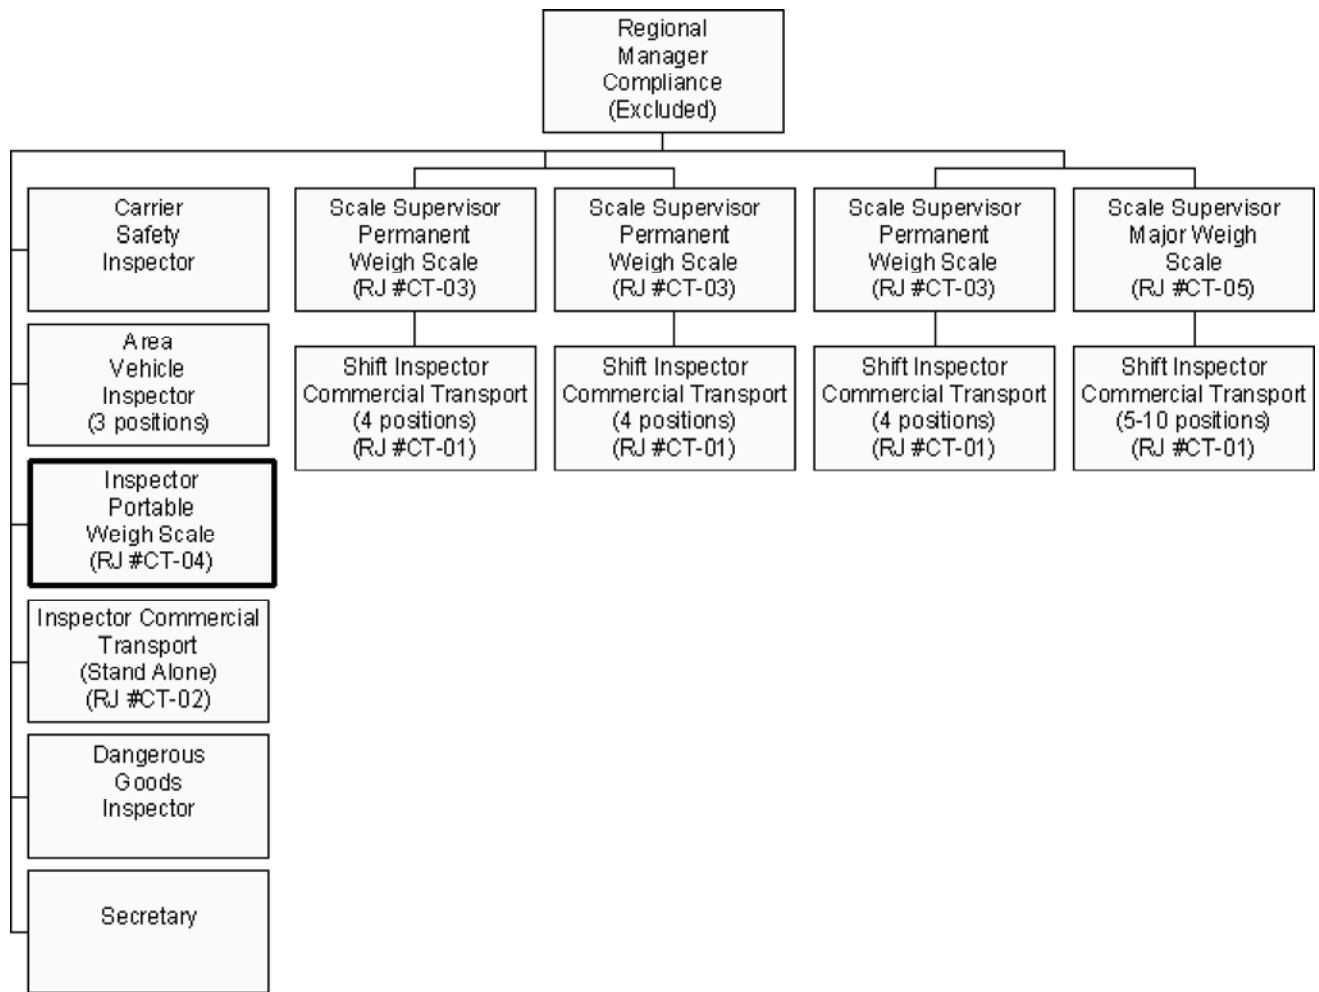 Regional
Manager
Compliance
(Excluded)
Carrier
Safety
Inspector
Scale Supervisor
Permanent
Weigh Scale
(RJ #CT-03)
Scale Supervisor
Permanent
Weigh Scale
(RJ #CT-03)
Scale Supervisor
Permanent
Weigh Scale
(RJ #CT-03)
Scale Supervisor
Major Weigh
Scale
(RJ #CT-05)
Area
Vehicle
Inspector
(3 positions)
Shift Inspector
Commercial Transport
(4 positions)
(RJ #CT-01)
Shift Inspector
Commercial Transport
(4 positions)
(RJ #CT-01)
Shift Inspector
Commercial Transport
(4 positions)
(RJ #CT-01)
Shift Inspector
Commercial Transport
(5-10 positions)
(RJ #CT-01)
Inspector
Portable
Weigh Scale
(RJ #CT-04)
Inspector Commercial
Transport
(Stand Alone)
(RJ #CT-02)
Dangerous
Goods
Inspector
Secretary